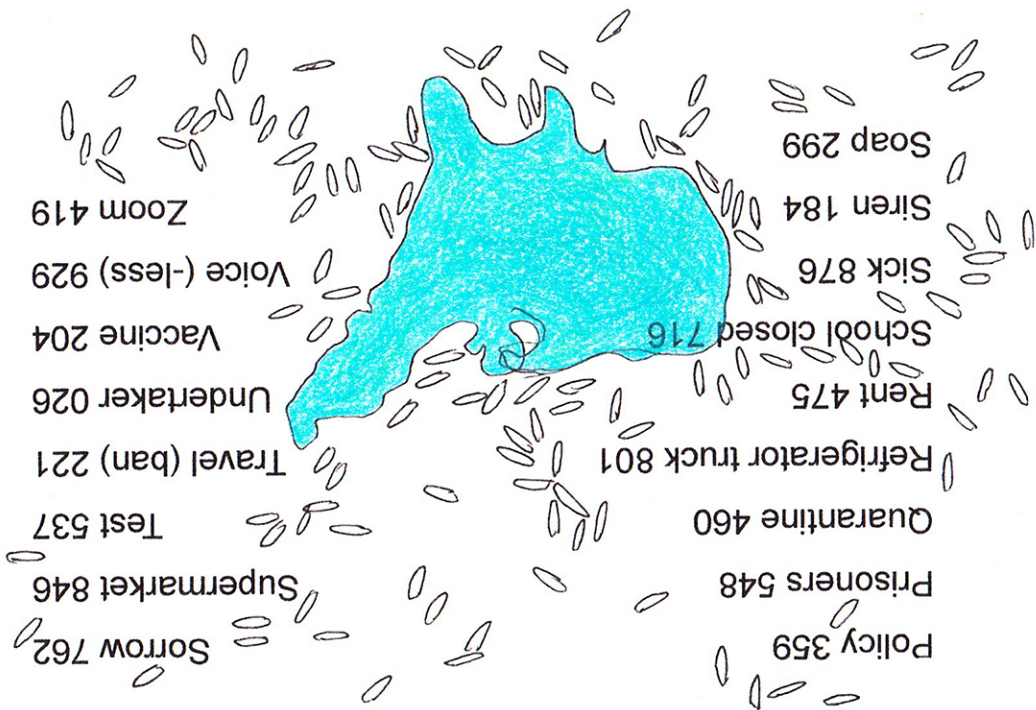 Policy 359
Prisoners 548
Quarantine 460
Refrigerator truck 801
Rent 475
School closed 716
Sick 876
Siren 184
Soap 299
Sorrow 762
Supermarket 846
Test 537
Travel (ban) 221
Undertaker 026
Vaccine 204
Voice (-less) 929
Zoom 419